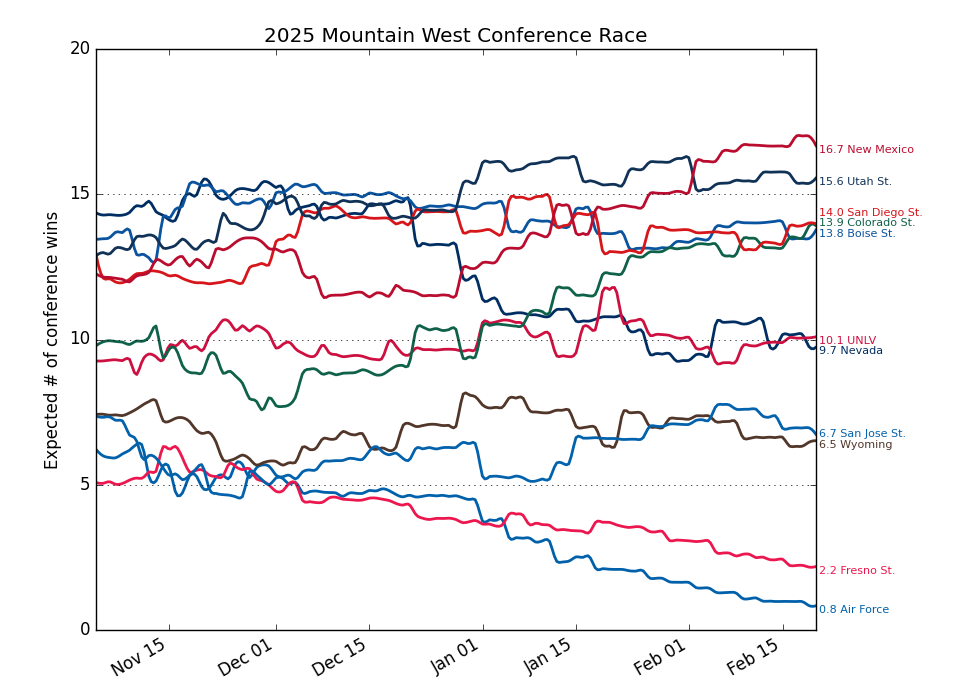 2025 Mountain West Conference Race
Expected # of conference wins
20
15
10
5
0
16.7 New Mexico
15.6 Utah St.
14.0 San Diego St.
13.9 Colorado St.
13.8 Boise St.
10.1 UNLV
9.7 Nevada
6.7 San Jose St.
6.5 Wyoming
2.2 Fresno St.
0.8 Air Force
Nov 15
Dec 01
Dec 15
Jan 01
Jan 15
Feb 01
Feb 15